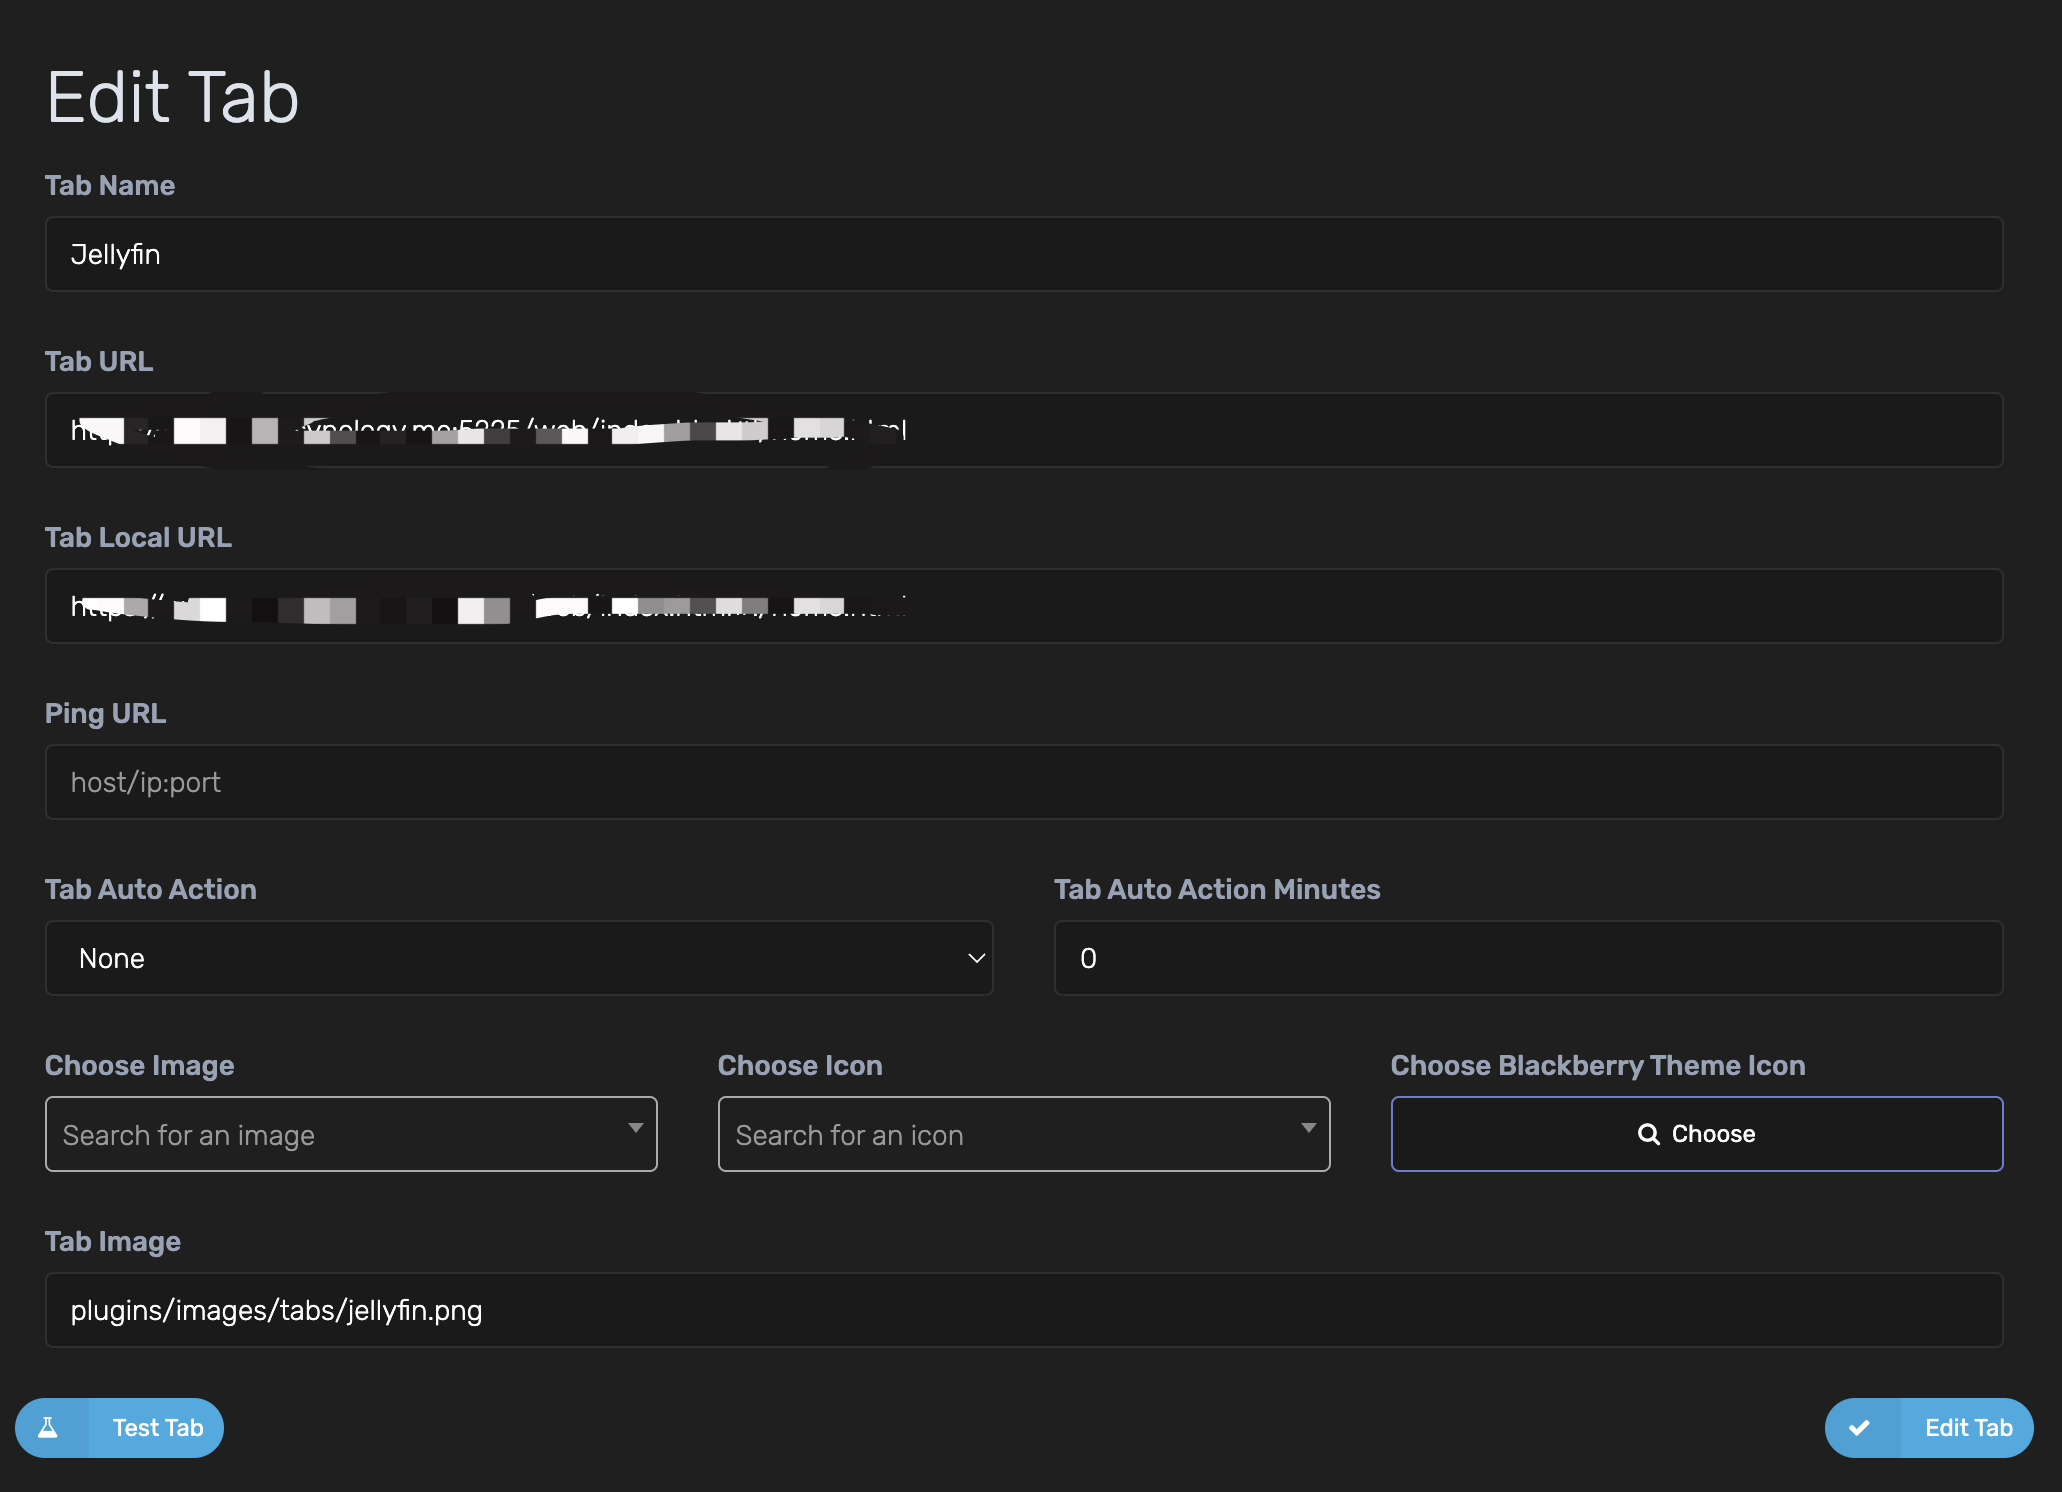 Edit Tab
Tab Name
Jellyfin
Tab URL
Tab Local URL
Ping URL
host/ip:port
Tab Auto Action
Tab Auto Action Minutes
None
0
Choose Image
Choose Icon
Choose Blackberry Theme Icon
Search for an image
Search for an icon
Choose
Tab Image
plugins/images/tabs/jellyfin.png
Test Tab
Edit Tab